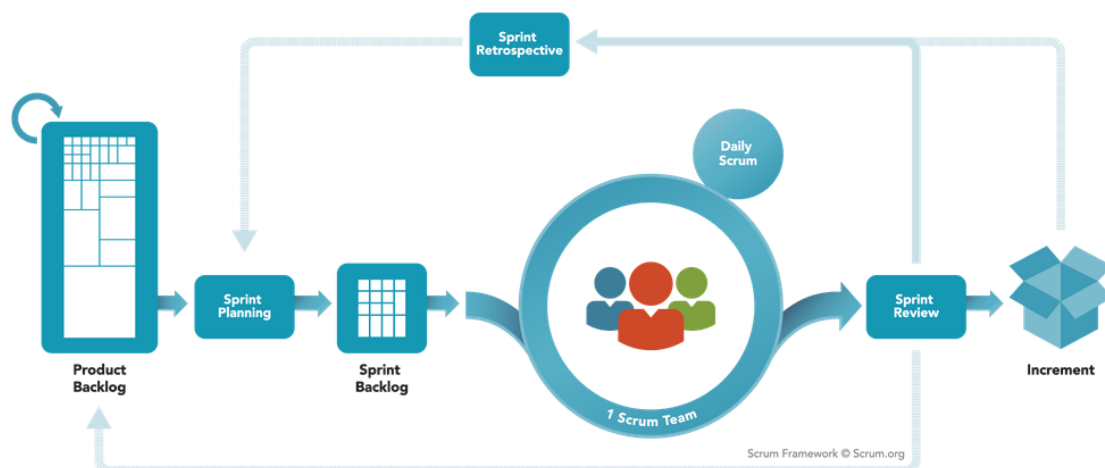 Sprint
Retrospective
Daily
Scrum
Sprint
Planning
Sprint
Review
Product
Backlog
Sprint
Backlog
Increment
1 Scrum Team
Scrum Framework © Scrum.org